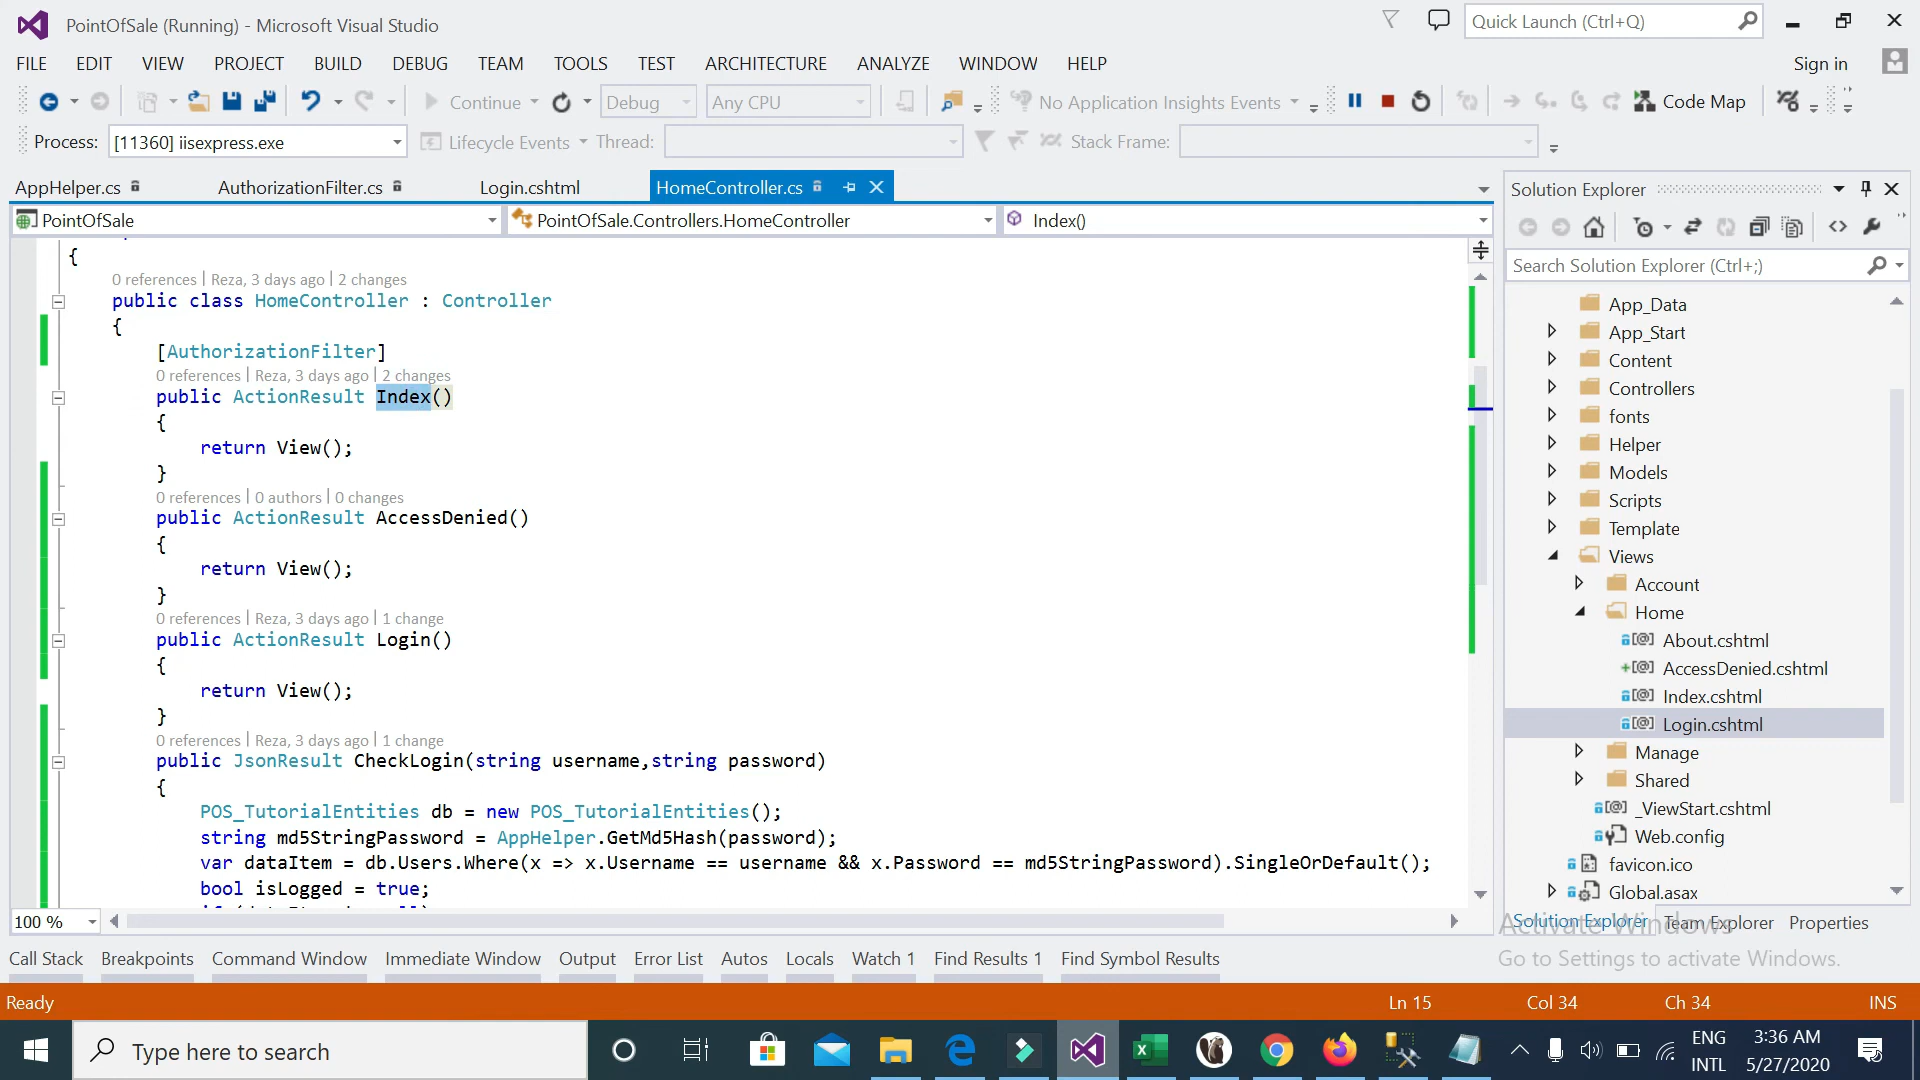 PointOfSale (Running) - Microsoft Visual Studio
Quick Launch (Ctrl+Q)
FILE EDIT VIEW PROJECT BUILD DEBUG TEAM TOOLS TEST ARCHITECTURE ANALYZE WINDOW HELP
Sign in
Continue Debug Any CPU No Application Insights Events Code Map
Process: [11360] iisexpress.exe Lifecycle Events Thread: Stack Frame:
AppHelper.cs AuthorizationFilter.cs Login.cshtml HomeController.cs
PointOfSale PointOfSale.Controllers.HomeController Index()
{
0 references | Reza, 3 days ago | 2 changes
public class HomeController : Controller
{
[AuthorizationFilter]
0 references | Reza, 3 days ago | 2 changes
public ActionResult Index()
{
return View();
}
0 references | 0 authors | 0 changes
public ActionResult AccessDenied()
{
return View();
}
0 references | Reza, 3 days ago | 1 change
public ActionResult Login()
{
return View();
}
0 references | Reza, 3 days ago | 1 change
public JsonResult CheckLogin(string username,string password)
{
POS_TutorialEntities db = new POS_TutorialEntities();
string md5StringPassword = AppHelper.GetMd5Hash(password);
var dataItem = db.Users.Where(x => x.Username == username && x.Password == md5StringPassword).SingleOrDefault();
bool isLogged = true;
100 %
Solution Explorer
Search Solution Explorer (Ctrl+;)
App_Data
App_Start
Content
Controllers
fonts
Helper
Models
Scripts
Template
Views
Account
Home
About.cshtml
AccessDenied.cshtml
Index.cshtml
Login.cshtml
Manage
Shared
_ViewStart.cshtml
Web.config
favicon.ico
Global.asax
Solution Explorer Team Explorer Properties
Activate Windows
Go to Settings to activate Windows.
Call Stack Breakpoints Command Window Immediate Window Output Error List Autos Locals Watch 1 Find Results 1 Find Symbol Results
Ready Ln 15 Col 34 Ch 34 INS
Type here to search
ENG
INTL
3:36 AM
5/27/2020